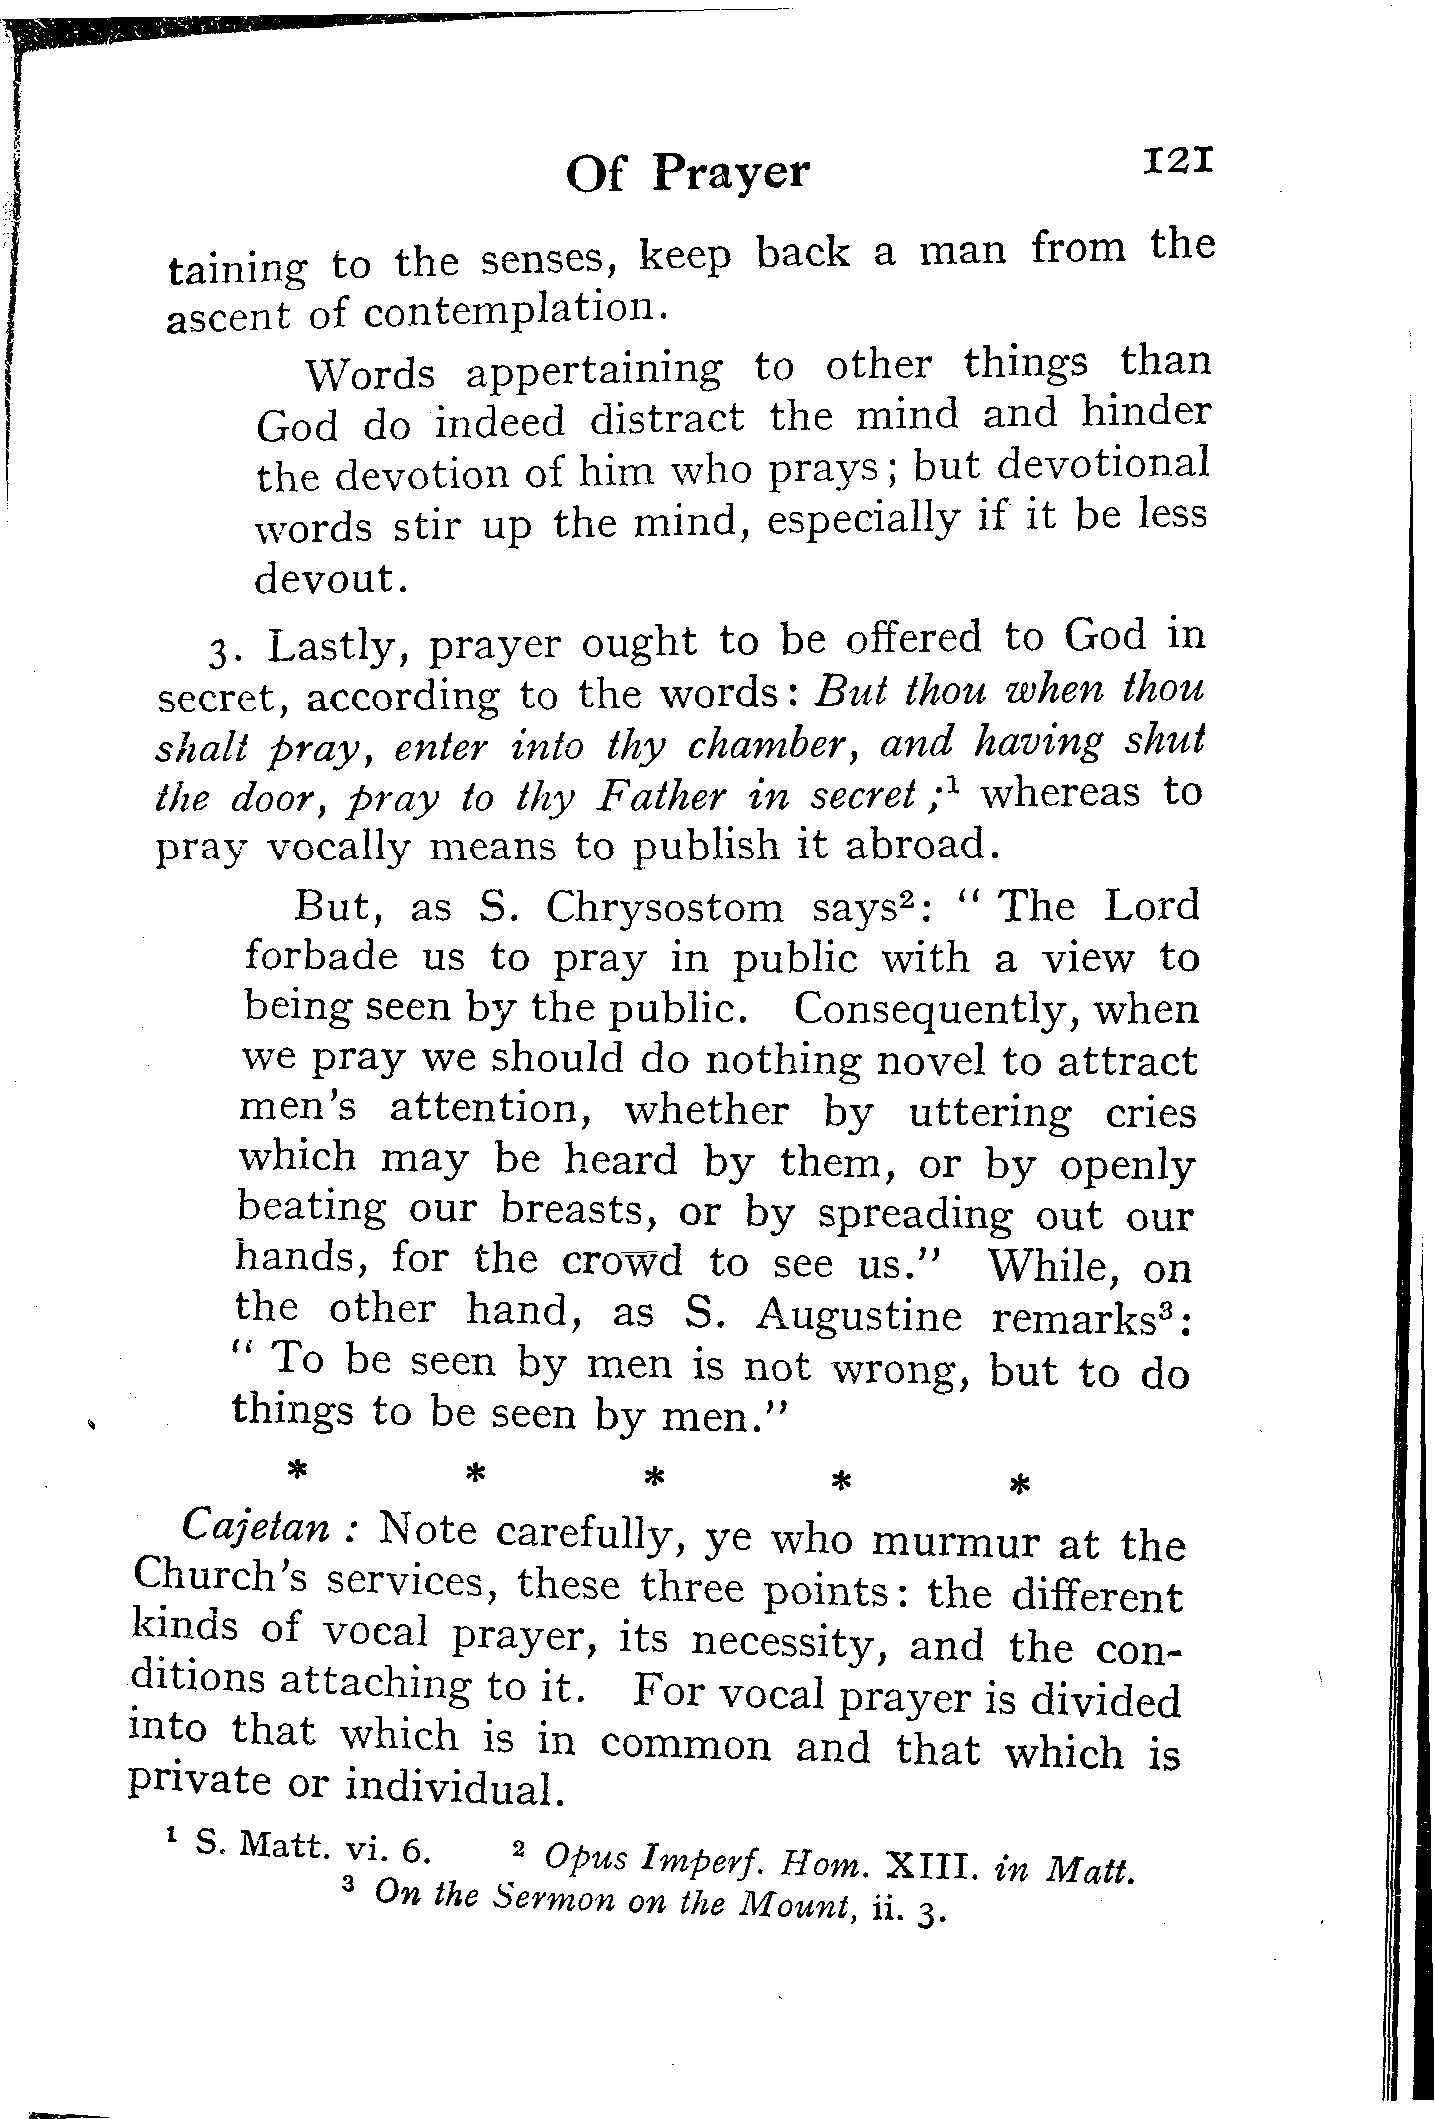 Of Prayer 121
taining to the senses, keep back a man from the
ascent of contemplation.
Words appertaining to other things than
God do indeed distract the mind and hinder
the devotion of him who prays; but devotional
words stir up the mind, especially if it be less
devout.
3. Lastly, prayer ought to be offered to God in
secret, according to the words: But thou when thou
shalt pray, enter into thy chamber, and having shut
the door, pray to thy Father in secret;¹ whereas to
pray vocally means to publish it abroad.
But, as S. Chrysostom says²: “The Lord
forbade us to pray in public with a view to
being seen by the public. Consequently, when
we pray we should do nothing novel to attract
men's attention, whether by uttering cries
which may be heard by them, or by openly
beating our breasts, or by spreading out our
hands, for the crowd to see us.” While, on
the other hand, as S. Augustine remarks³:
“To be seen by men is not wrong, but to do
things to be seen by men.”
* * * * *
Cajetan: Note carefully, ye who murmur at the
Church's services, these three points: the different
kinds of vocal prayer, its necessity, and the con-
ditions attaching to it. For vocal prayer is divided
into that which is in common and that which is
private or individual.
¹ S. Matt. vi. 6. ² Opus Imperf. Hom. XIII. in Matt.
³ On the Sermon on the Mount, ii. 3.